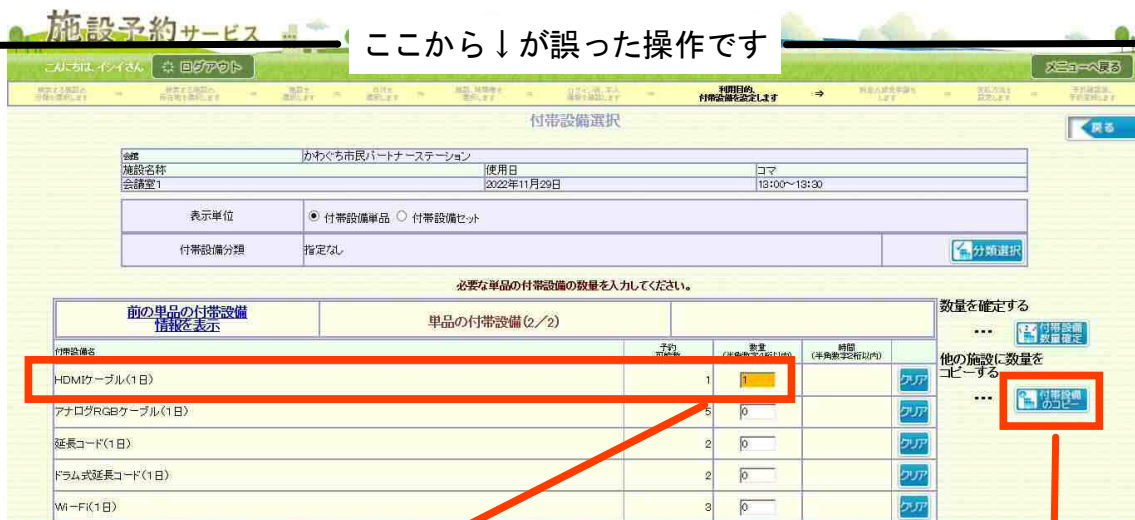 施設予約サービス
ここから↓が誤った操作です
こんにちは、イシイさん ログアウト
メニューへ戻る
利用目的、
付帯設備を設定します
⇒
付帯設備選択
戻る
会館 かわぐち市民パートナーステーション
施設名称 使用日 コマ
会議室1 2022年11月29日 13:00～13:30
表示単位 付帯設備単品 付帯設備セット
付帯設備分類 指定なし 分類選択
必要な単品の付帯設備の数量を入力してください。
前の単品の付帯設備
情報を表示
単品の付帯設備(2／2)
数量を確定する
… 付帯設備
数量確定
他の施設に数量を
コピーする
… 付帯設備
のコピー
付帯設備名 予約
可能数 数量
(半角数字4桁以内) 時間
(半角数字2桁以内)
HDMIケーブル(1日) 1 1 クリア
アナログRGBケーブル(1日) 5 0 クリア
延長コード(1日) 2 0 クリア
ドラム式延長コード(1日) 2 0 クリア
Wi－Fi(1日) 3 0 クリア